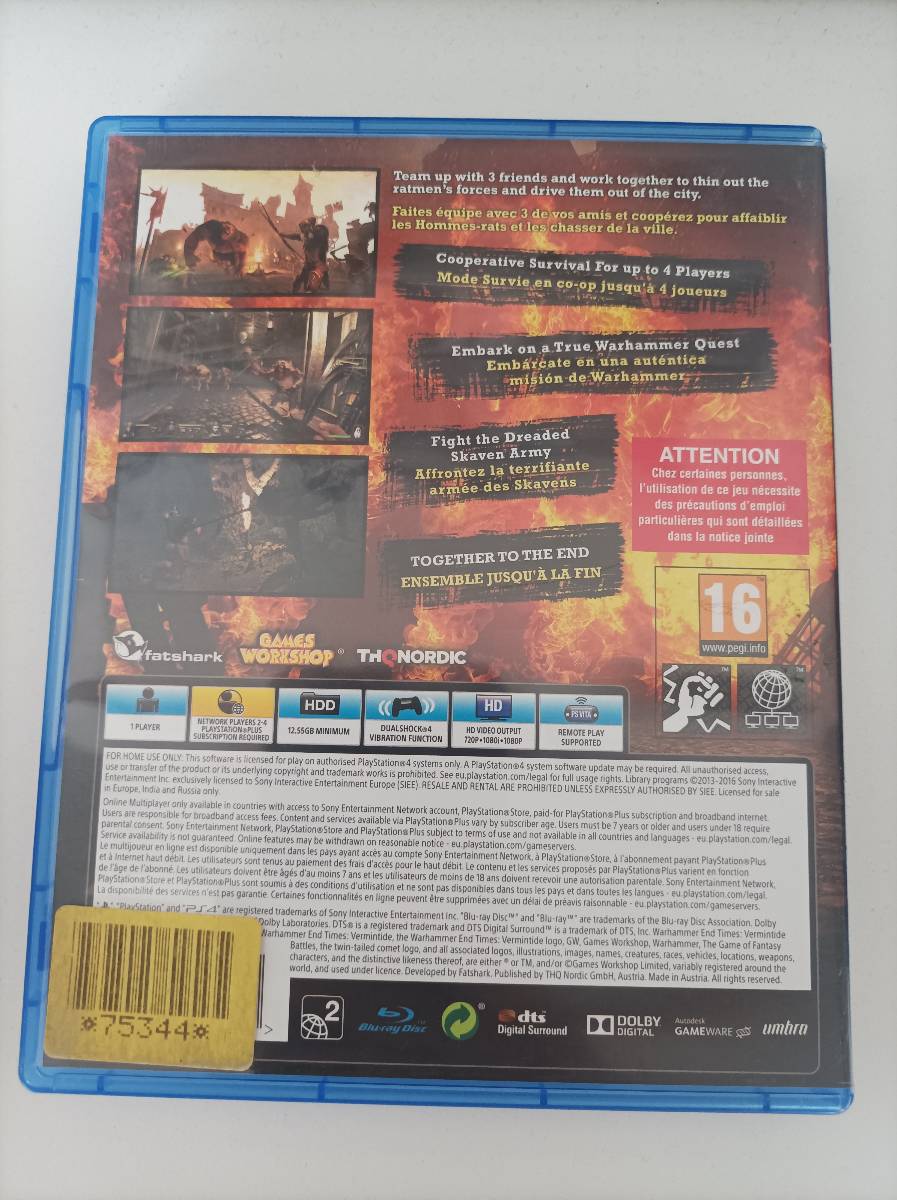 Team up with 3 friends and work together to thin out the
ratmen's forces and drive them out of the city.
Faites équipe avec 3 de vos amis et coopérez pour affaiblir
les Hommes-rats et les chasser de la ville.
Cooperative Survival For up to 4 Players
Mode Survie en co-op jusqu'à 4 joueurs
Embark on a True Warhammer Quest
Embárcate en una auténtica
misión de Warhammer
Fight the Dreaded
Skaven Army
Affrontez la terrifiante
armée des Skavens
TOGETHER TO THE END
ENSEMBLE JUSQU'À LA FIN
ATTENTION
Chez certaines personnes,
l'utilisation de ce jeu nécessite
des précautions d'emploi
particulières qui sont détaillées
dans la notice jointe
16
www.pegi.info
fatshark
GAMES WORKSHOP®
THQ NORDIC
1 PLAYER
NETWORK PLAYERS 2-4
PLAYSTATION®PLUS
SUBSCRIPTION REQUIRED
HDD
12.55GB MINIMUM
DUALSHOCK®4
VIBRATION FUNCTION
HD
HD VIDEO OUTPUT
720P•1080i•1080P
PS VITA
REMOTE PLAY
SUPPORTED
FOR HOME USE ONLY: This software is licensed for play on authorised PlayStation®4 systems only. A PlayStation®4 system software update may be required. All unauthorised access,
use or transfer of the product or its underlying copyright and trademark works is prohibited. See eu.playstation.com/legal for full usage rights. Library programs ©2013-2016 Sony Interactive
Entertainment Inc. exclusively licensed to Sony Interactive Entertainment Europe (SIEE). RESALE AND RENTAL ARE PROHIBITED UNLESS EXPRESSLY AUTHORISED BY SIEE. Licensed for sale
in Europe, India and Russia only.
Online Multiplayer only available in countries with access to Sony Entertainment Network account, PlayStation®Store, paid-for PlayStation®Plus subscription and broadband internet.
Users are responsible for broadband access fees. Content and services available via PlayStation®Plus vary by subscriber age. Users must be 7 years or older and users under 18 require
parental consent. Sony Entertainment Network, PlayStation®Store and PlayStation®Plus subject to terms of use and not available in all countries and languages - eu.playstation.com/legal.
Service availability is not guaranteed. Online features may be withdrawn on reasonable notice - eu.playstation.com/gameservers.
Le multijoueur en ligne est disponible uniquement dans les pays ayant accès au compte Sony Entertainment Network, à PlayStation®Store, à l'abonnement payant PlayStation®Plus
et à Internet haut débit. Les utilisateurs sont tenus au paiement des frais d'accès pour le haut débit. Le contenu et les services proposés par PlayStation®Plus varient en fonction
de l'âge de l'abonné. Les utilisateurs doivent être âgés d'au moins 7 ans et les utilisateurs de moins de 18 ans doivent recevoir une autorisation parentale. Sony Entertainment Network,
PlayStation®Store et PlayStation®Plus sont soumis à des conditions d'utilisation et ne sont pas disponibles dans tous les pays et dans toutes les langues - eu.playstation.com/legal.
La disponibilité des services n'est pas garantie. Certaines fonctionnalités en ligne peuvent être supprimées avec un délai de préavis raisonnable - eu.playstation.com/gameservers.
"PlayStation" and "PS4" are registered trademarks of Sony Interactive Entertainment Inc. "Blu-ray Disc™" and "Blu-ray™" are trademarks of the Blu-ray Disc Association. Dolby
Dolby Laboratories. DTS® is a registered trademark and DTS Digital Surround™ is a trademark of DTS, Inc. Warhammer End Times: Vermintide
Warhammer End Times: Vermintide, the Warhammer End Times: Vermintide logo, GW, Games Workshop, Warhammer, The Game of Fantasy
Battles, the twin-tailed comet logo, and all associated logos, illustrations, images, names, creatures, races, vehicles, locations, weapons,
characters, and the distinctive likeness thereof, are either ® or TM, and/or ©Games Workshop Limited, variably registered around the
world, and used under licence. Developed by Fatshark. Published by THQ Nordic GmbH, Austria. Made in Austria. All rights reserved.
*75344*
>
2
Blu-ray Disc
dts
Digital Surround
DOLBY
DIGITAL
Autodesk
GAMEWARE
umbra